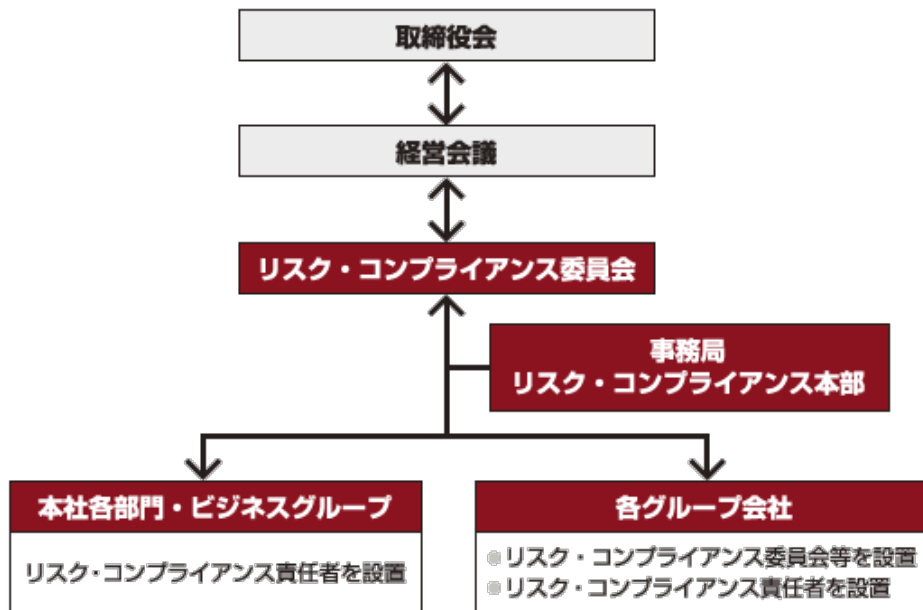 取締役会
経営会議
リスク・コンプライアンス委員会
事務局
リスク・コンプライアンス本部
本社各部門・ビジネスグループ
リスク・コンプライアンス責任者を設置
各グループ会社
●リスク・コンプライアンス委員会等を設置
●リスク・コンプライアンス責任者を設置